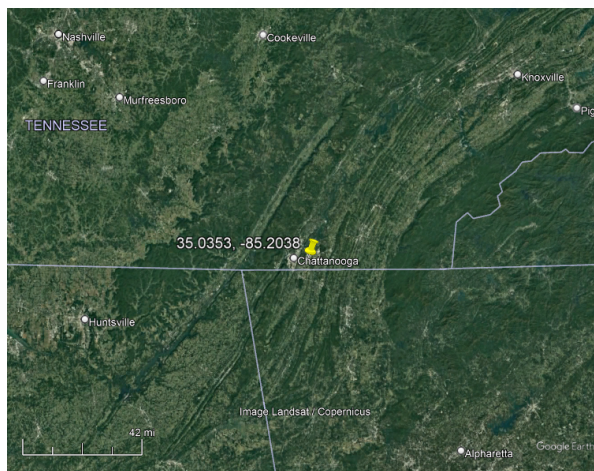 Nashville
Cookeville
Franklin
Knoxville
Murfreesboro
Pig
TENNESSEE
35.0353, -85.2038
Chattanooga
Huntsville
Image Landsat / Copernicus
42 mi
Google Earth
Alpharetta